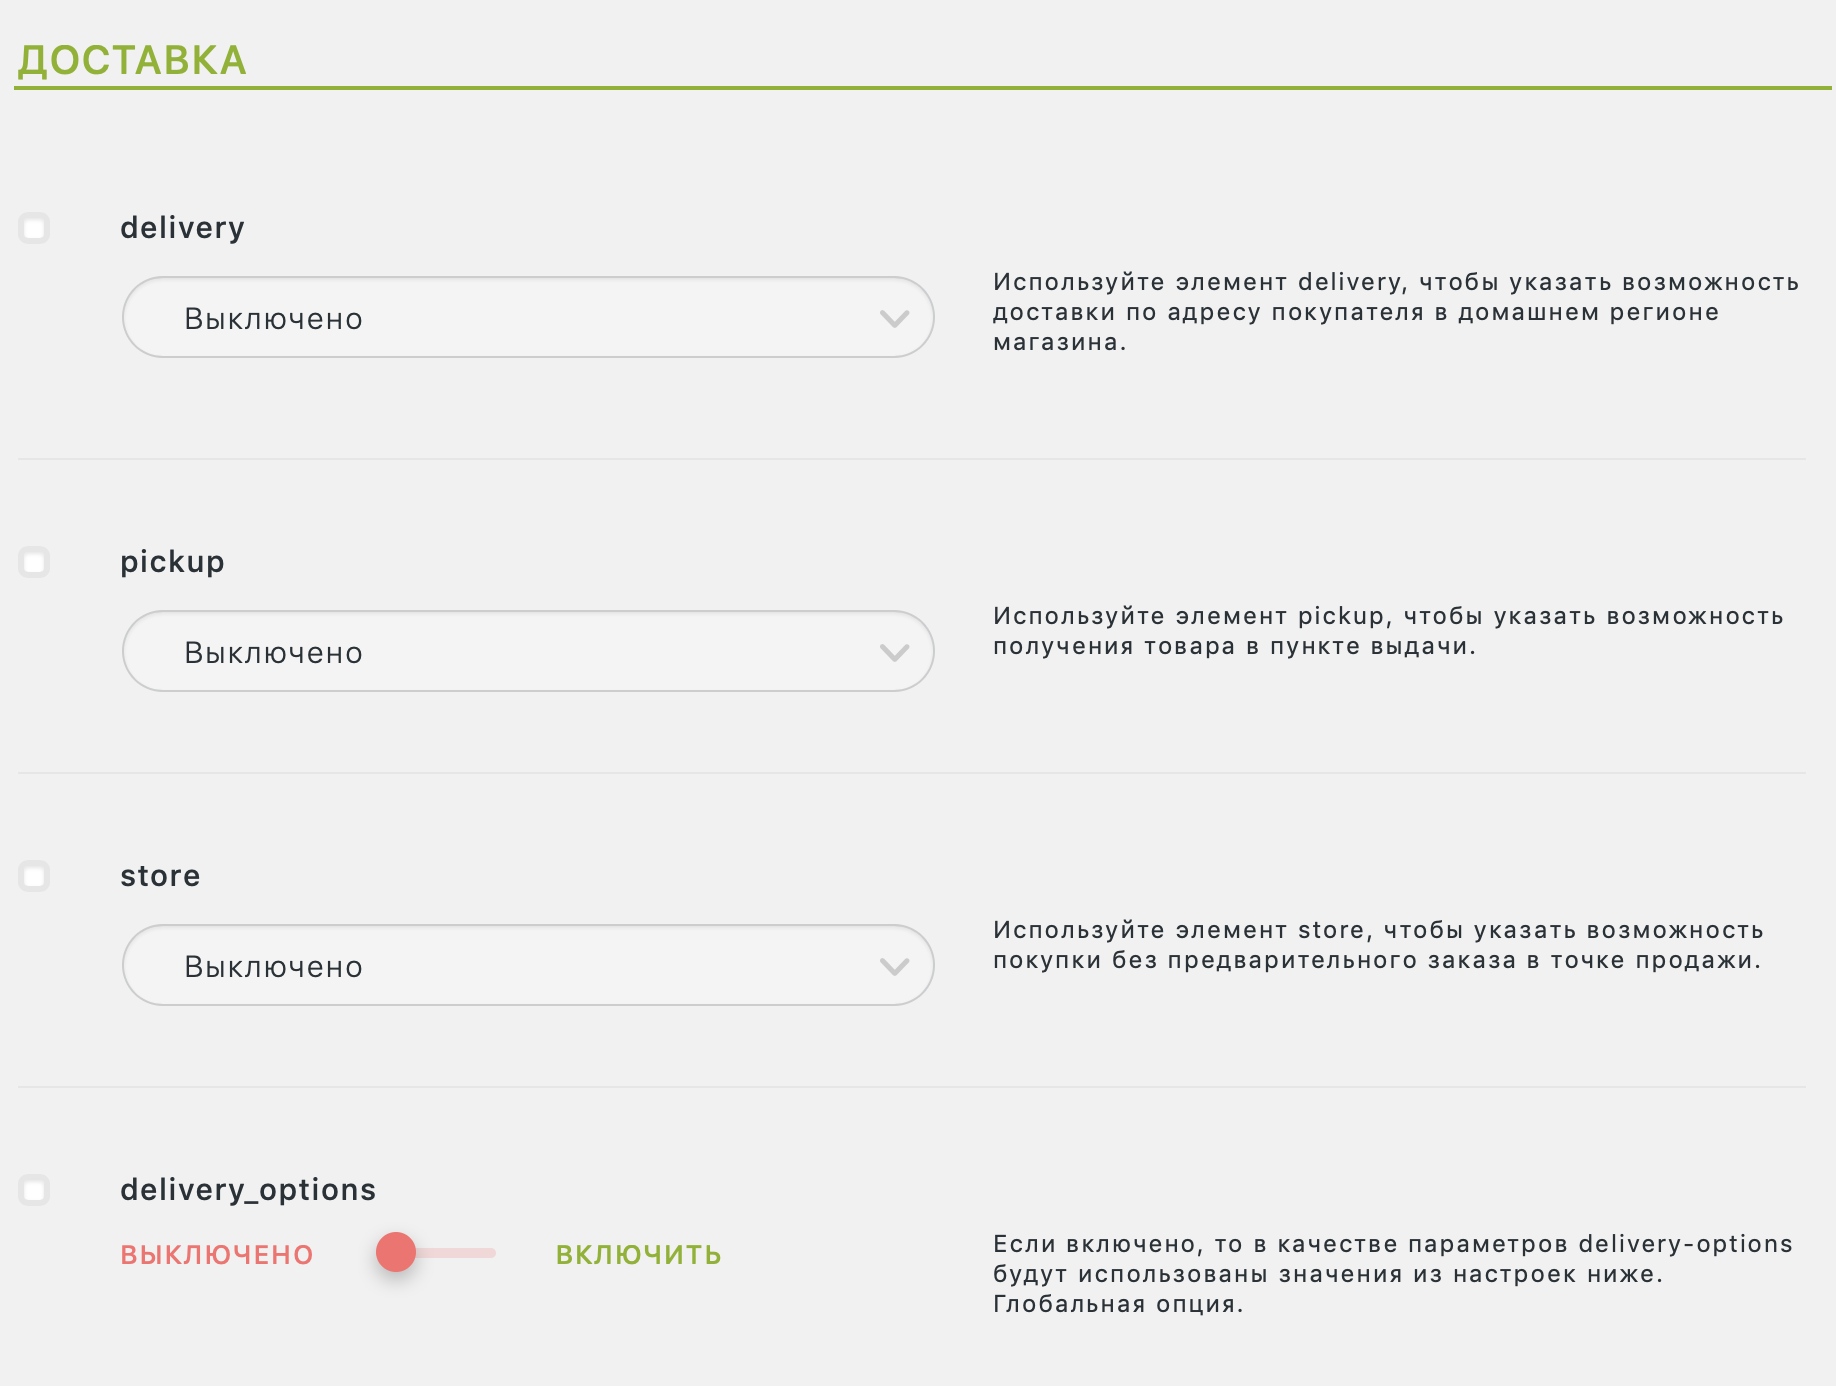 ДОСТАВКА
delivery
Выключено
Используйте элемент delivery, чтобы указать возможность
доставки по адресу покупателя в домашнем регионе
магазина.
pickup
Выключено
Используйте элемент pickup, чтобы указать возможность
получения товара в пункте выдачи.
store
Выключено
Используйте элемент store, чтобы указать возможность
покупки без предварительного заказа в точке продажи.
delivery_options
ВЫКЛЮЧЕНО ВКЛЮЧИТЬ
Если включено, то в качестве параметров delivery-options
будут использованы значения из настроек ниже.
Глобальная опция.